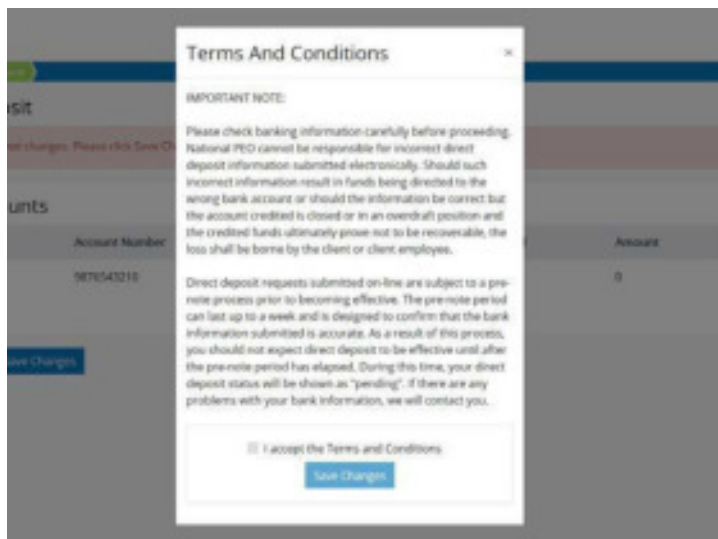 Terms And Conditions ×
IMPORTANT NOTE:
Please check banking information carefully before proceeding.
National PEO cannot be responsible for incorrect direct
deposit information submitted electronically. Should such
incorrect information result in funds being directed to the
wrong bank account or should the information be correct but
the account credited is closed or in an overdraft position and
the credited funds ultimately prove not to be recoverable, the
loss shall be borne by the client or client employee.
Direct deposit requests submitted on-line are subject to a pre-
note process prior to becoming effective. The pre-note period
can last up to a week and is designed to confirm that the bank
information submitted is accurate. As a result of this process,
you should not expect direct deposit to be effective until after
the pre-note period has elapsed. During this time, your direct
deposit status will be shown as "pending". If there are any
problems with your bank information, we will contact you.
I accept the Terms and Conditions
Save Changes
osit
changes. Please click Save Ch
unts
Account Number
Amount
9876543210
0
ave Changes